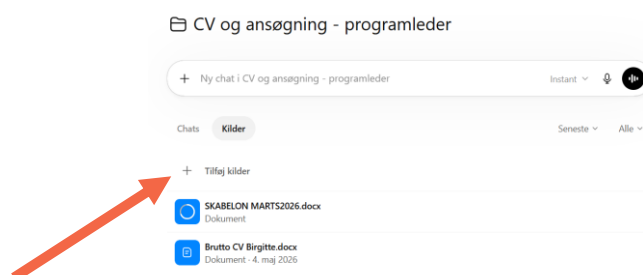 CV og ansøgning - programleder
Ny chat i CV og ansøgning - programleder Instant
Chats Kilder Seneste Alle
Tilføj kilder
SKABELON MARTS2026.docx
Dokument
Brutto CV Birgitte.docx
Dokument · 4. maj 2026